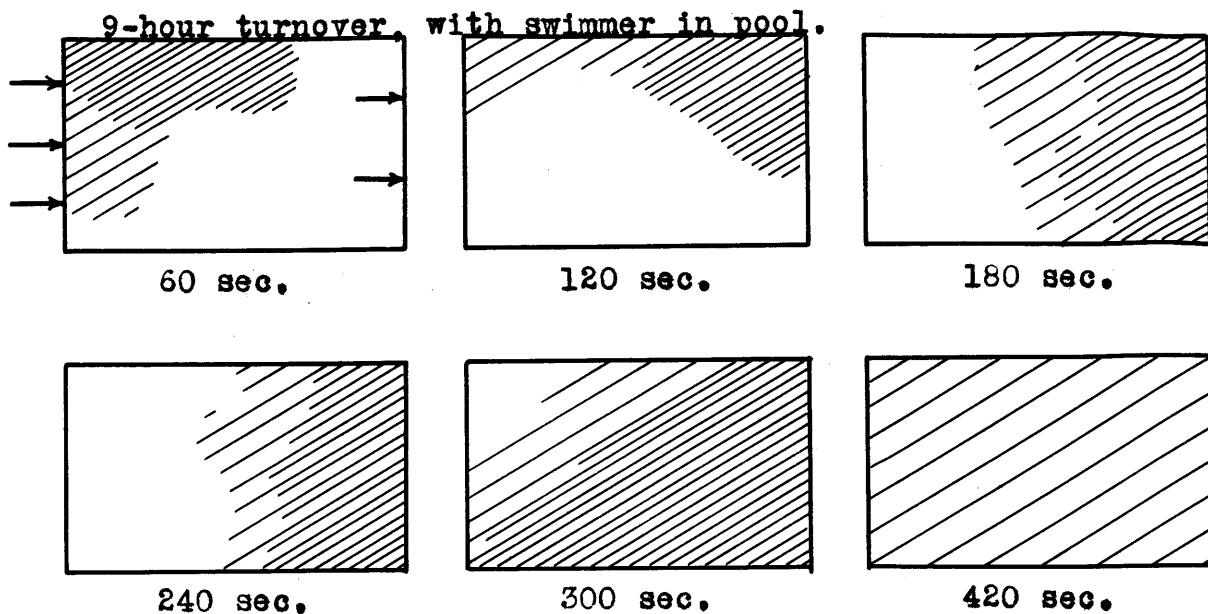 9-hour turnover, with swimmer in pool.
60 sec.
120 sec.
180 sec.
240 sec.
300 sec.
420 sec.